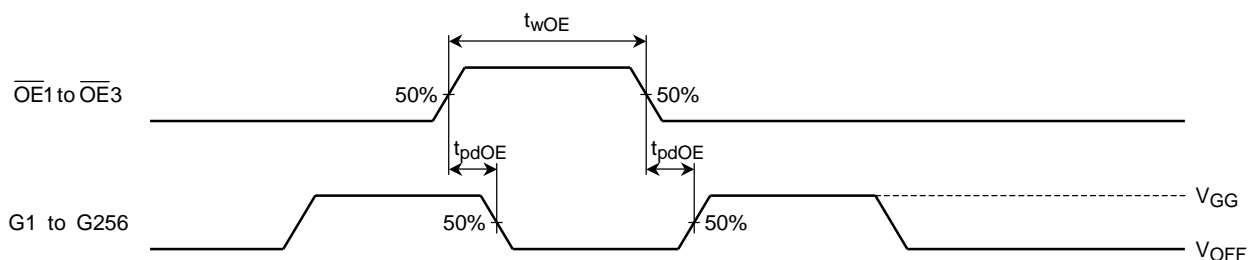 twOE
OE1 to OE3
50%
50%
tpdOE
tpdOE
VGG
G1 to G256
50%
50%
VOFF